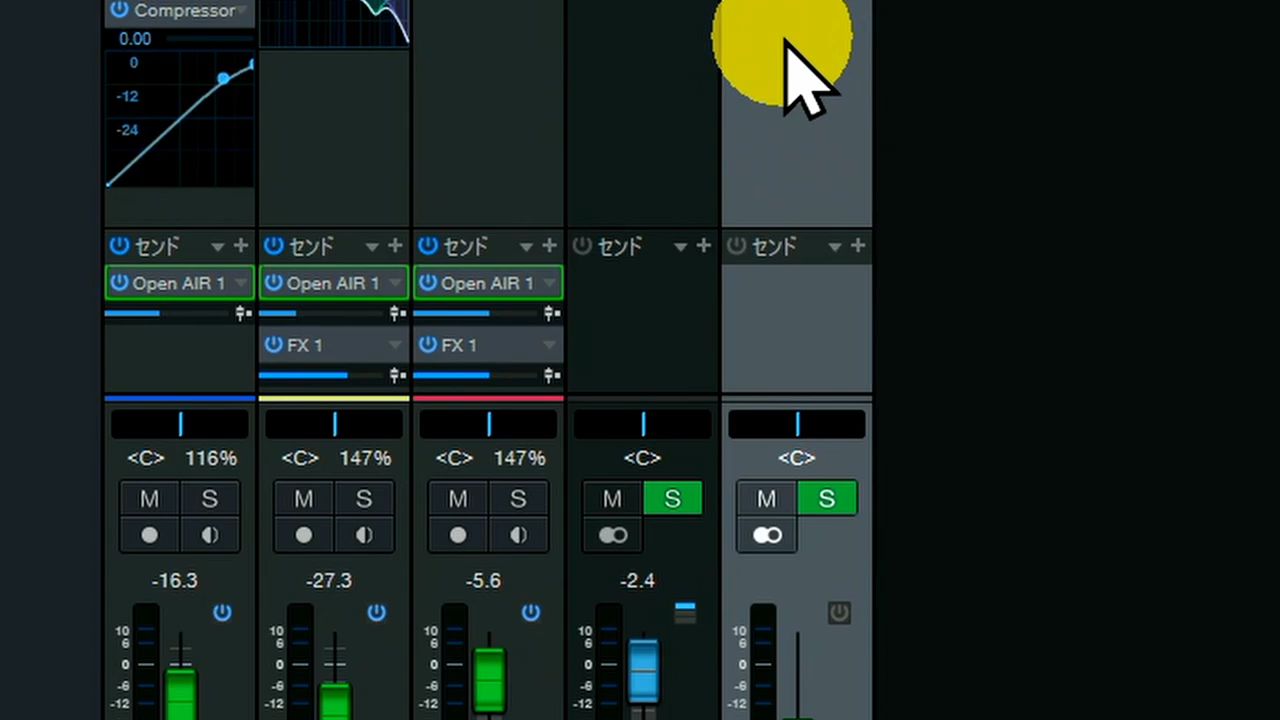 Compressor
0.00
0
-12
-24
センド センド センド センド センド
Open AIR 1 Open AIR 1 Open AIR 1
FX 1 FX 1
<C> 116% <C> 147% <C> 147% <C> <C>
M S M S M S M S M S
-16.3 -27.3 -5.6 -2.4
10 10 10 10 10
6 6 6 6 6
0 0 0 0 0
-6 -6 -6 -6 -6
-12 -12 -12 -12 -12